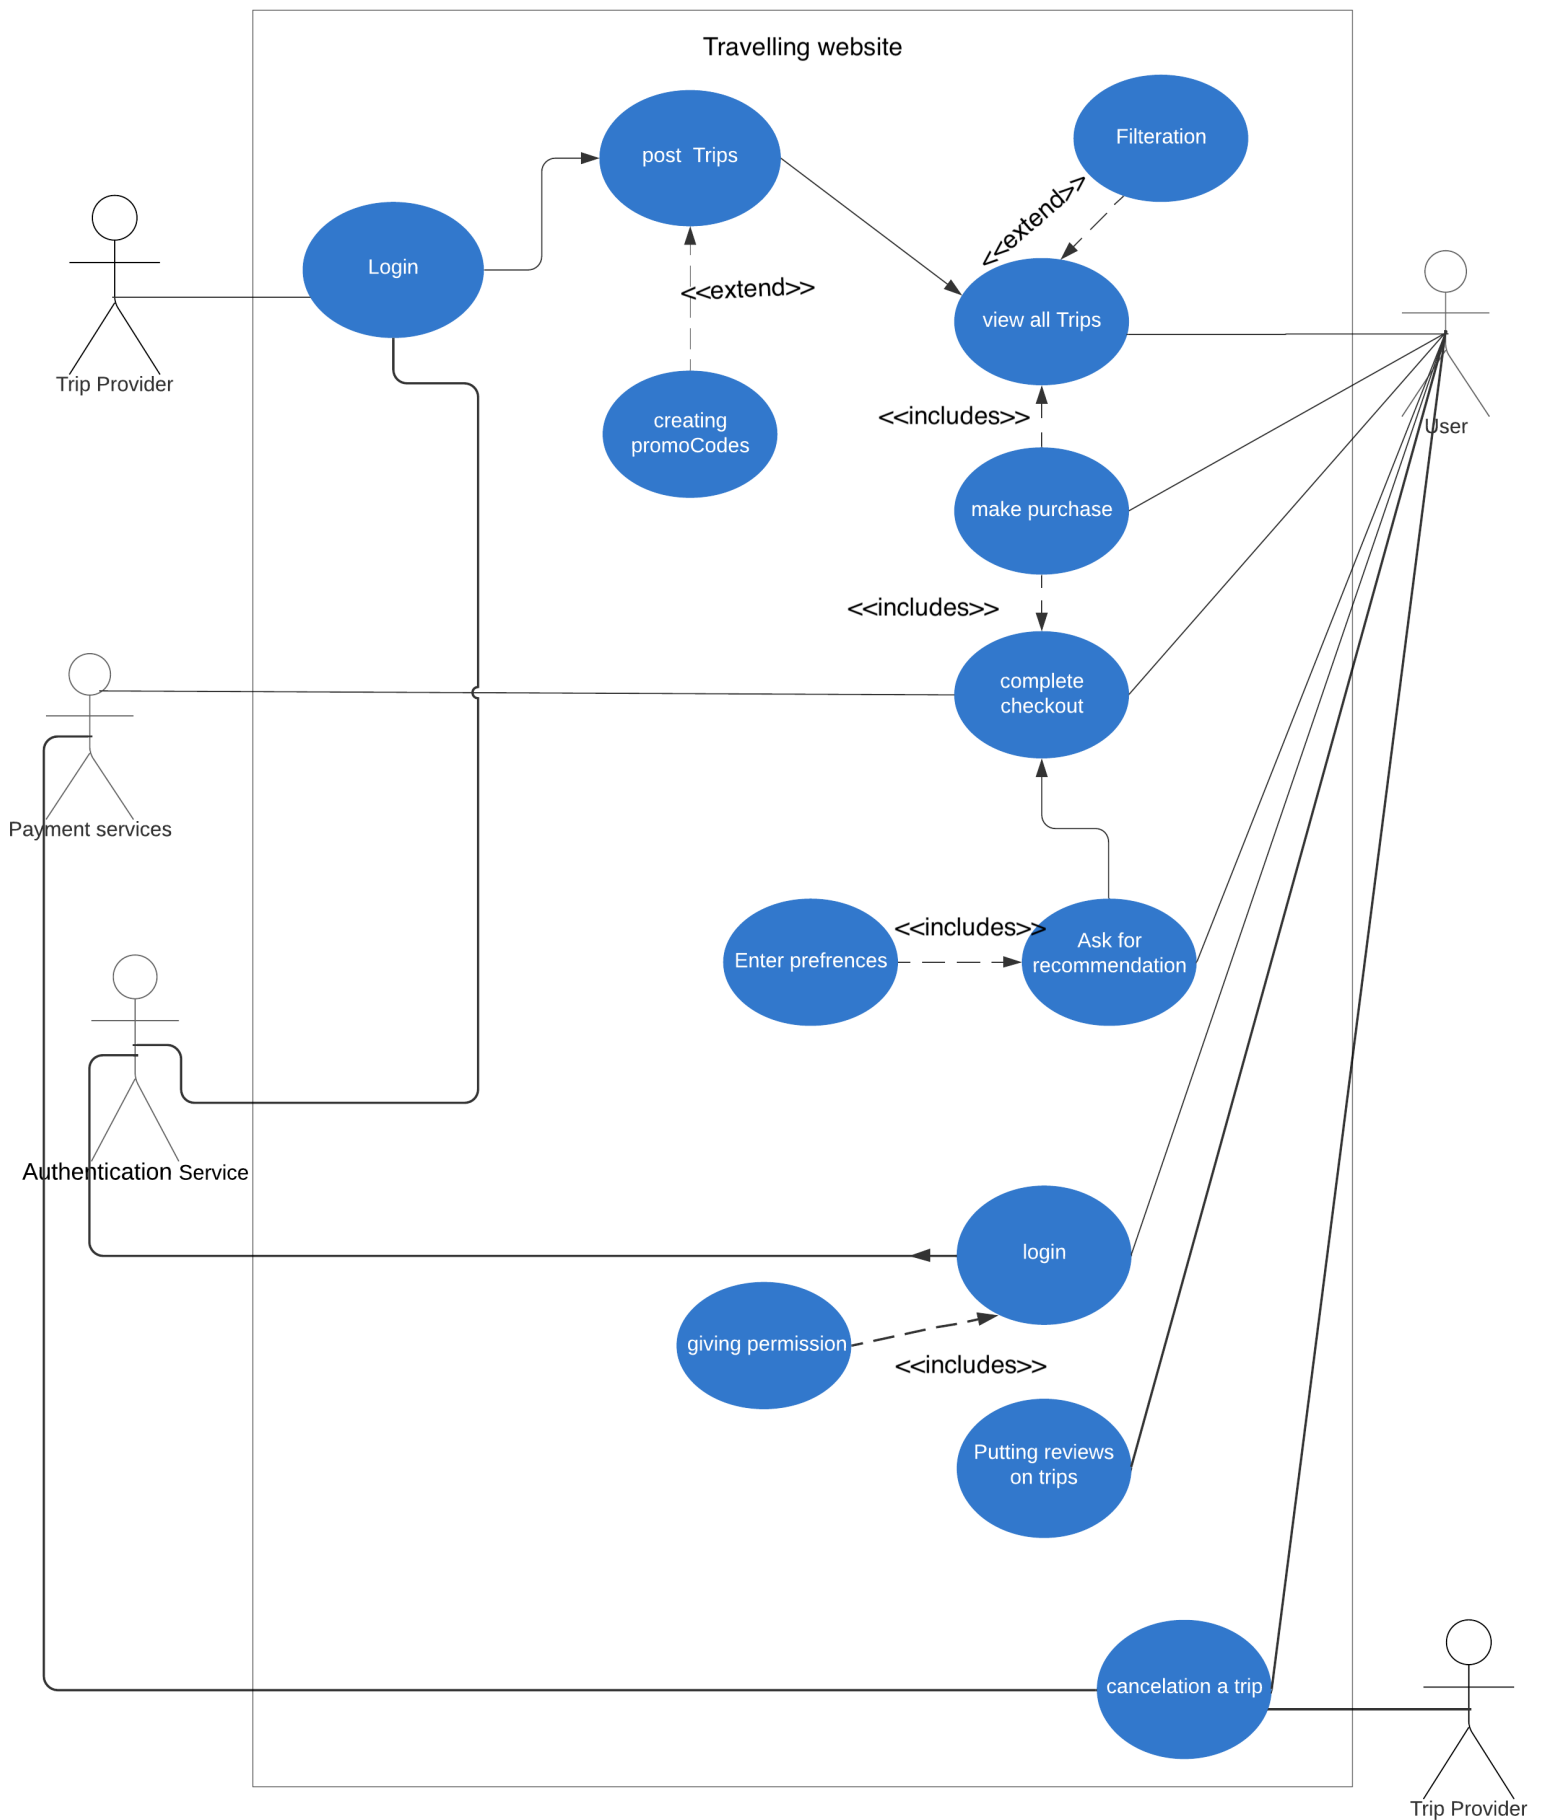 Travelling website
Filteration
post  Trips
<<extend>>
Login
<<extend>>
view all Trips
Trip Provider
<<includes>>
User
creating
promoCodes
make purchase
<<includes>>
complete
checkout
Payment services
<<includes>>
Ask for
recommendation
Enter prefrences
Authentication Service
login
giving permission
<<includes>>
Putting reviews
on trips
cancelation a trip
Trip Provider